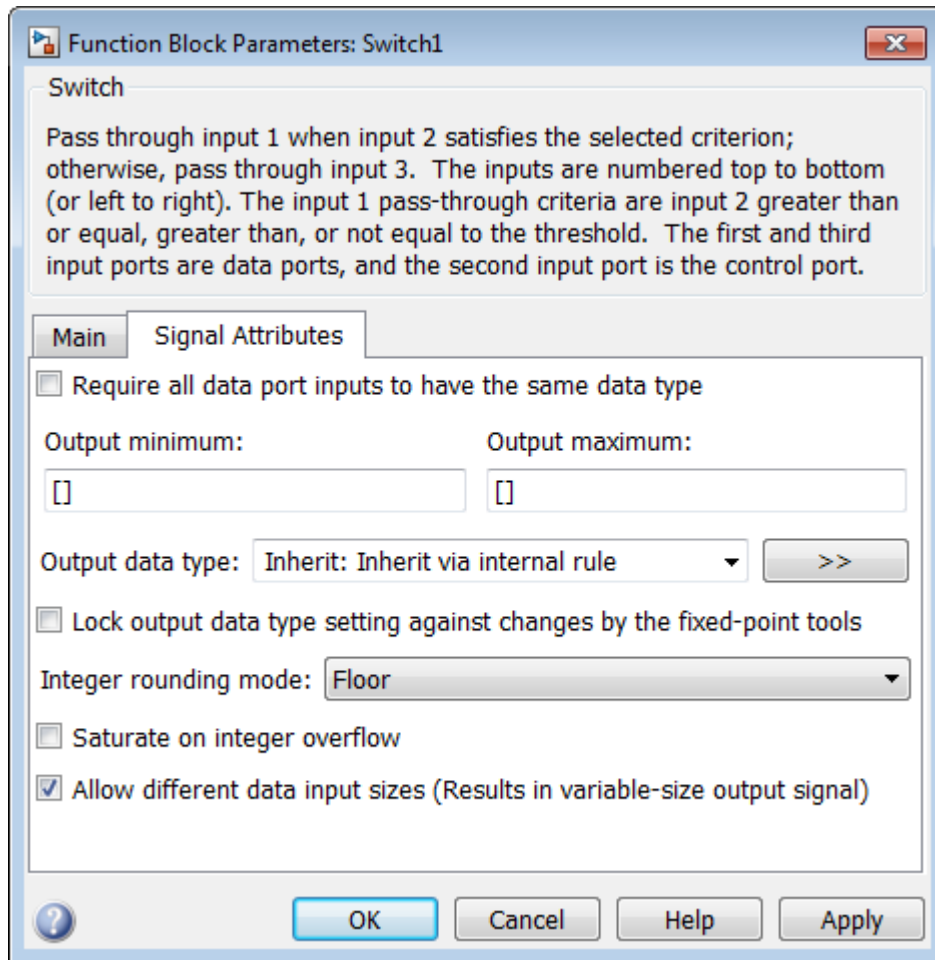 Function Block Parameters: Switch1
Switch
Pass through input 1 when input 2 satisfies the selected criterion;
otherwise, pass through input 3.  The inputs are numbered top to bottom
(or left to right). The input 1 pass-through criteria are input 2 greater than
or equal, greater than, or not equal to the threshold.  The first and third
input ports are data ports, and the second input port is the control port.
Main Signal Attributes
Require all data port inputs to have the same data type
Output minimum: Output maximum:
[] []
Output data type: Inherit: Inherit via internal rule >>
Lock output data type setting against changes by the fixed-point tools
Integer rounding mode: Floor
Saturate on integer overflow
Allow different data input sizes (Results in variable-size output signal)
? OK Cancel Help Apply